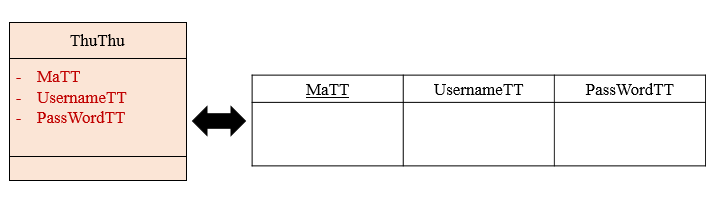 ThuThu
- MaTT
- UsernameTT
- PassWordTT
MaTT UsernameTT PassWordTT